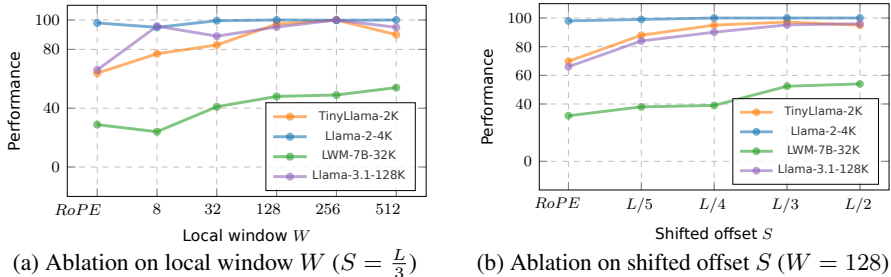 100
80
40
0
Performance
TinyLlama-2K
Llama-2-4K
LWM-7B-32K
Llama-3.1-128K
RoPE 8 32 128 256 512
Local window W
(a) Ablation on local window W (S = L/3)
100
80
60
40
0
Performance
TinyLlama-2K
Llama-2-4K
LWM-7B-32K
Llama-3.1-128K
RoPE L/5 L/4 L/3 L/2
Shifted offset S
(b) Ablation on shifted offset S (W = 128)